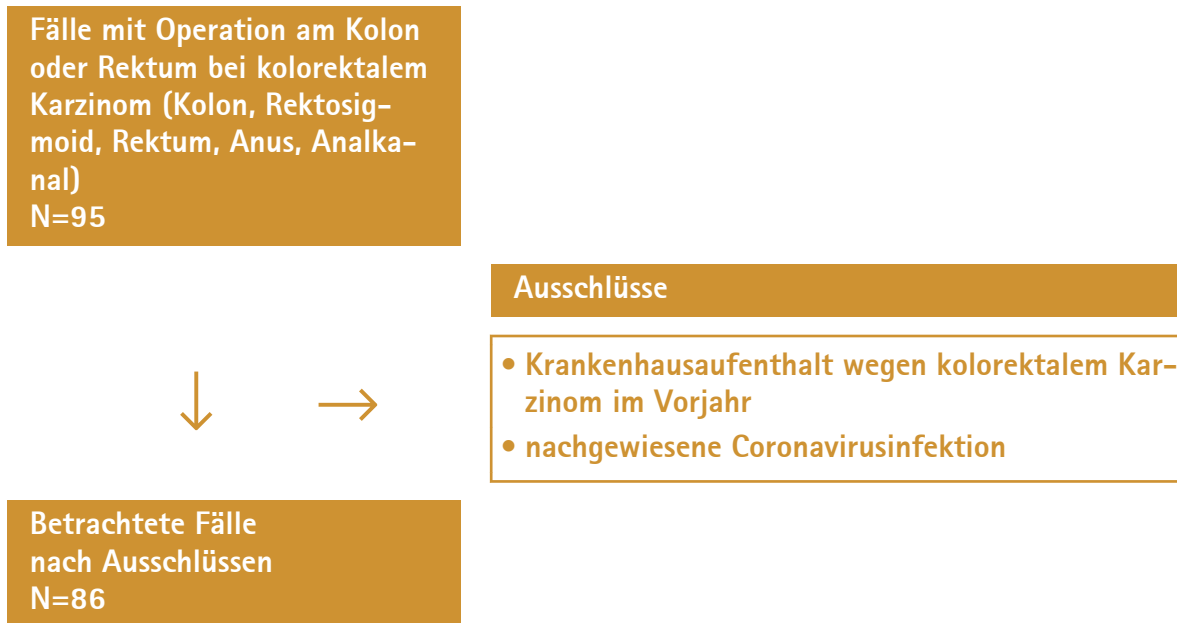 Fälle mit Operation am Kolon
oder Rektum bei kolorektalem
Karzinom (Kolon, Rektosig-
moid, Rektum, Anus, Analka-
nal)
N=95
Ausschlüsse
• Krankenhausaufenthalt wegen kolorektalem Kar-
zinom im Vorjahr
• nachgewiesene Coronavirusinfektion
Betrachtete Fälle
nach Ausschlüssen
N=86